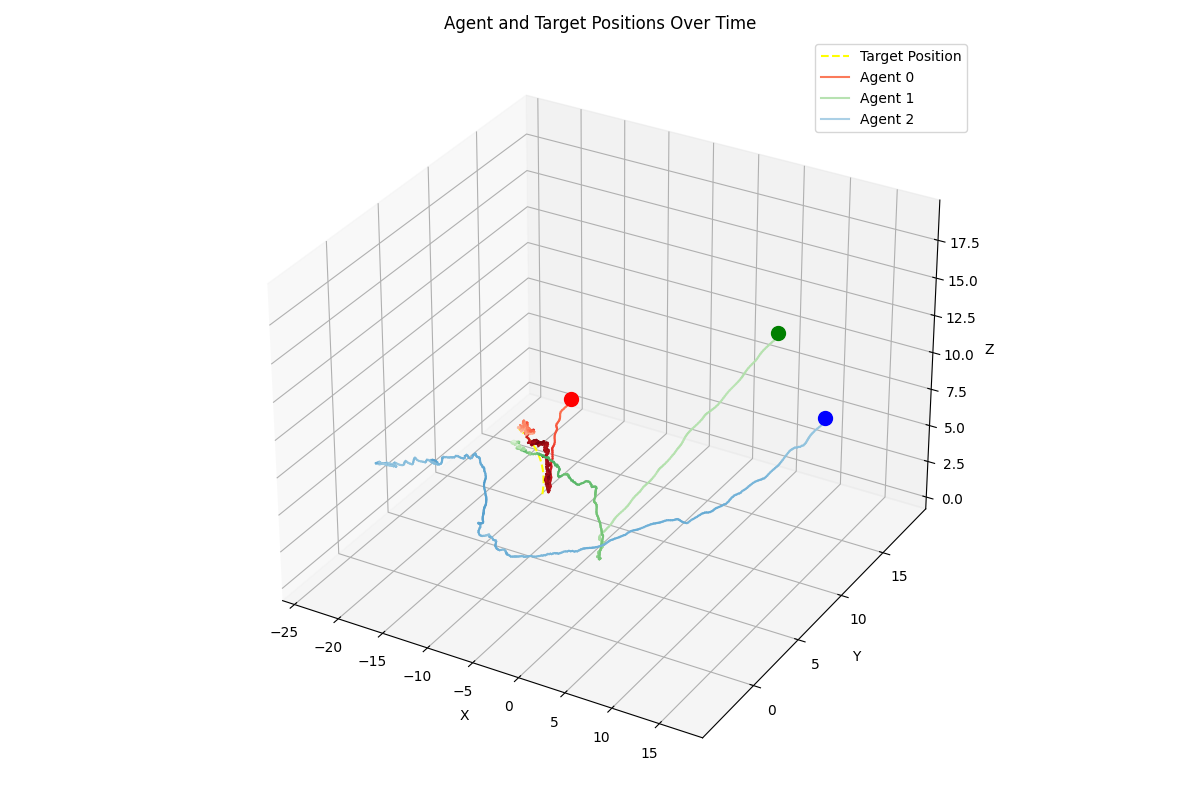 Agent and Target Positions Over Time
Target Position
Agent 0
Agent 1
Agent 2
17.5
15.0
12.5
10.0
7.5
5.0
2.5
0.0
Z
−25
−20
−15
−10
−5
0
5
10
15
X
0
5
10
15
Y